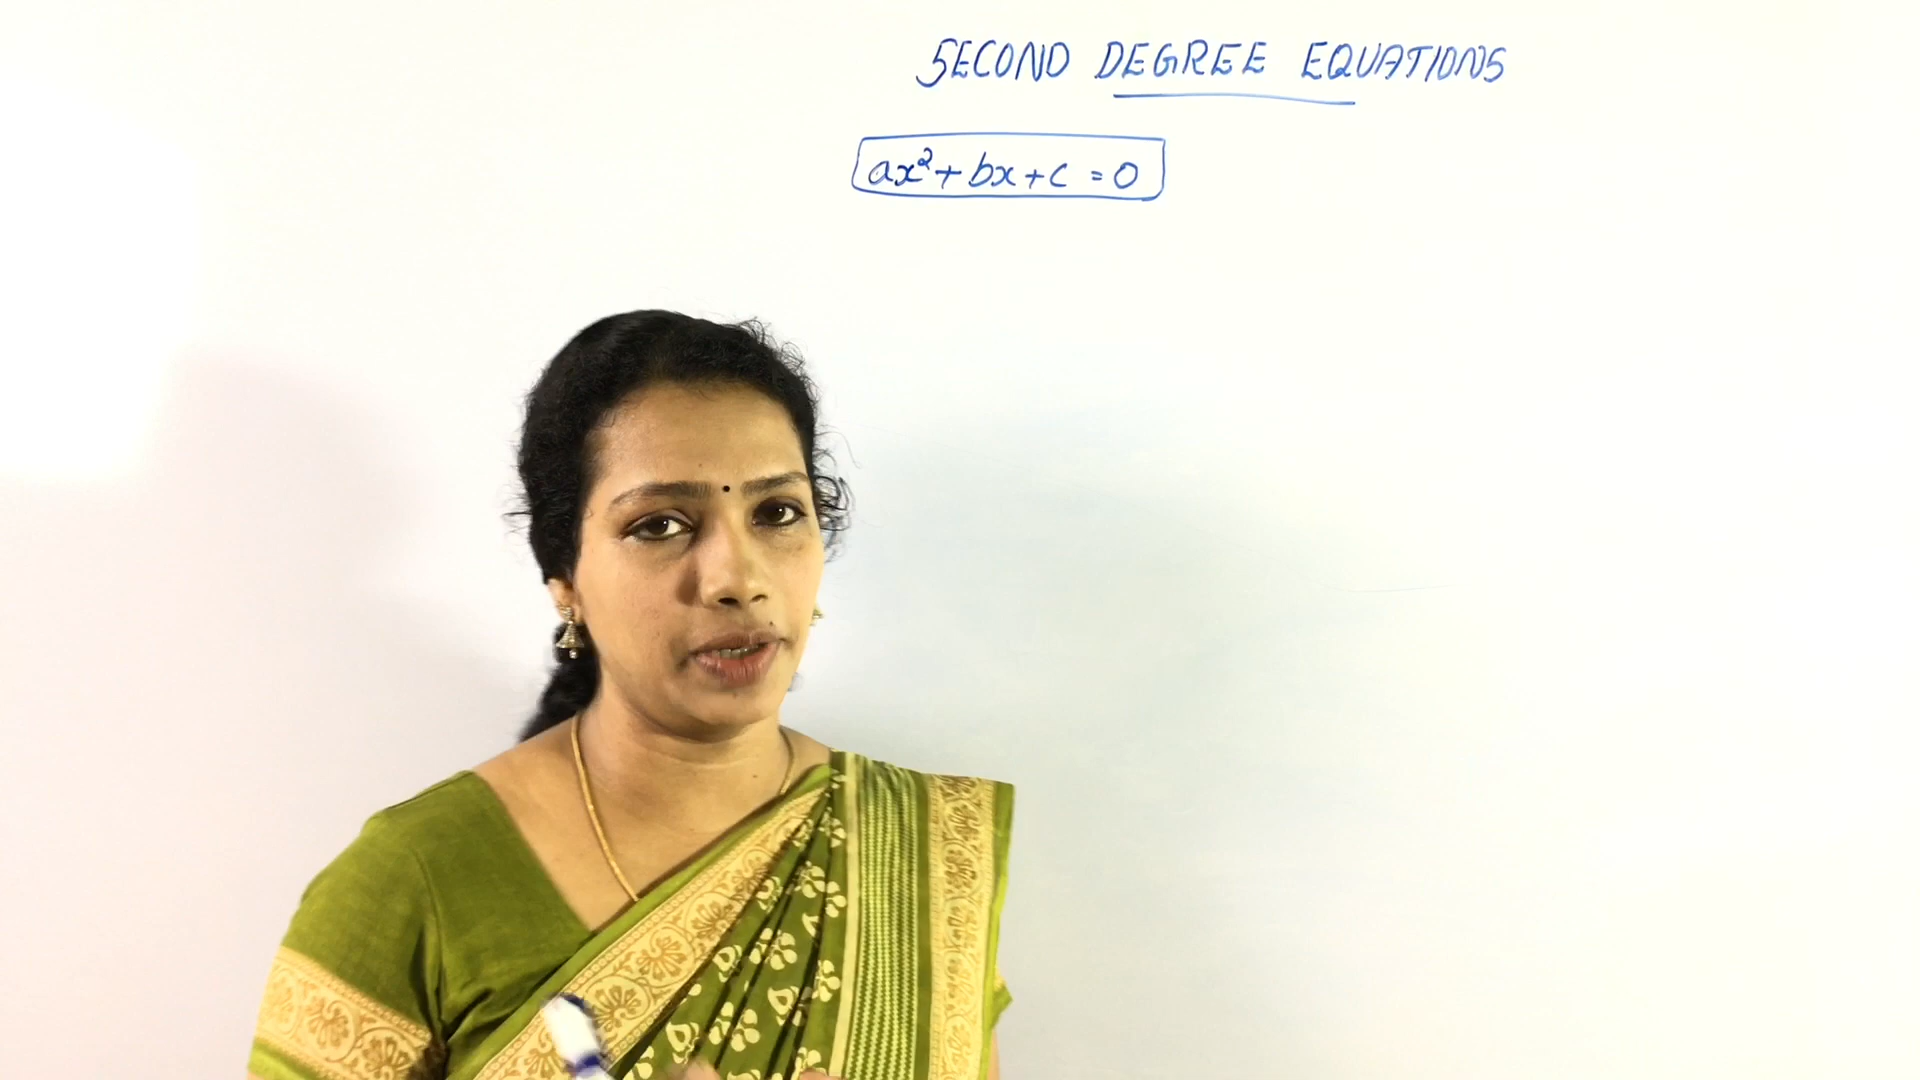 SECOND DEGREE EQUATIONS
ax²+bx+c =0